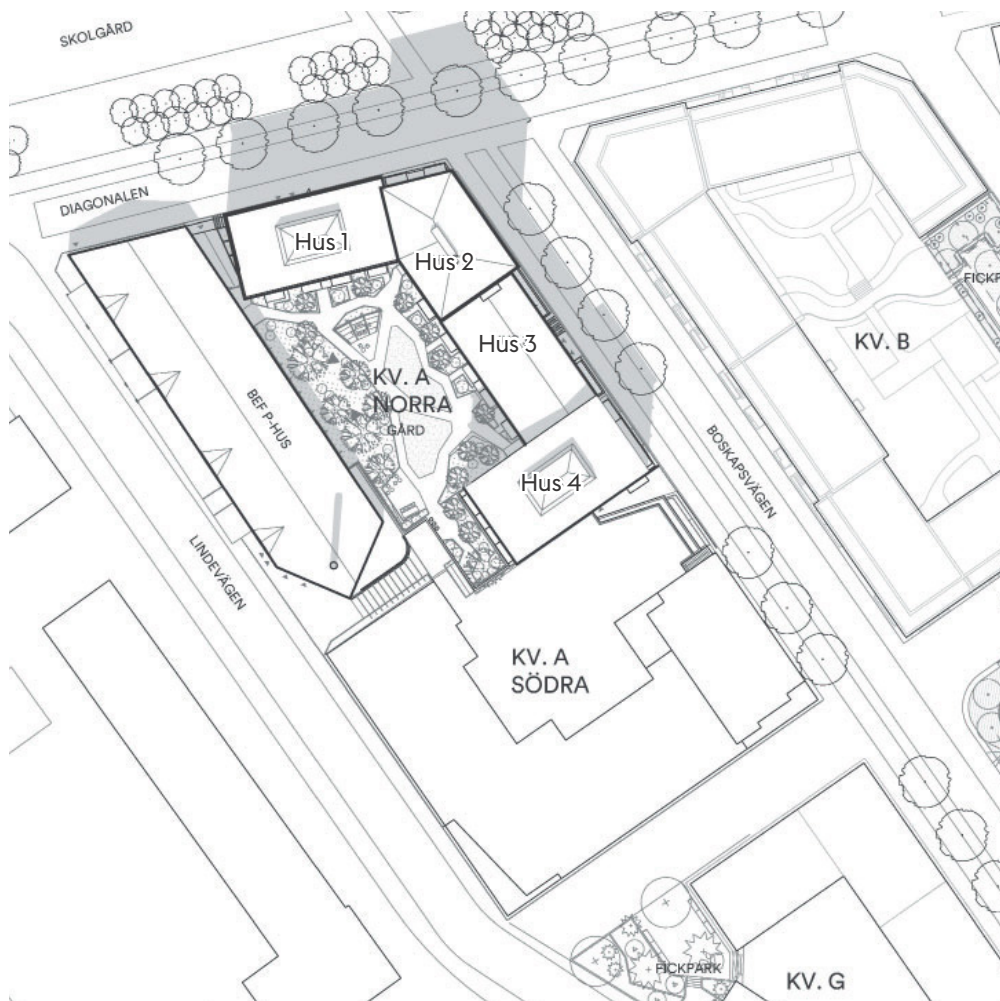 SKOLGÅRD
DIAGONALEN
Hus 1
Hus 2
Hus 3
KV. A
NORRA
GÅRD
BEF P-HUS
Hus 4
KV. B
BOSKAPSVÄGEN
LINDEVÄGEN
KV. A
SÖDRA
FICKPARK
KV. G